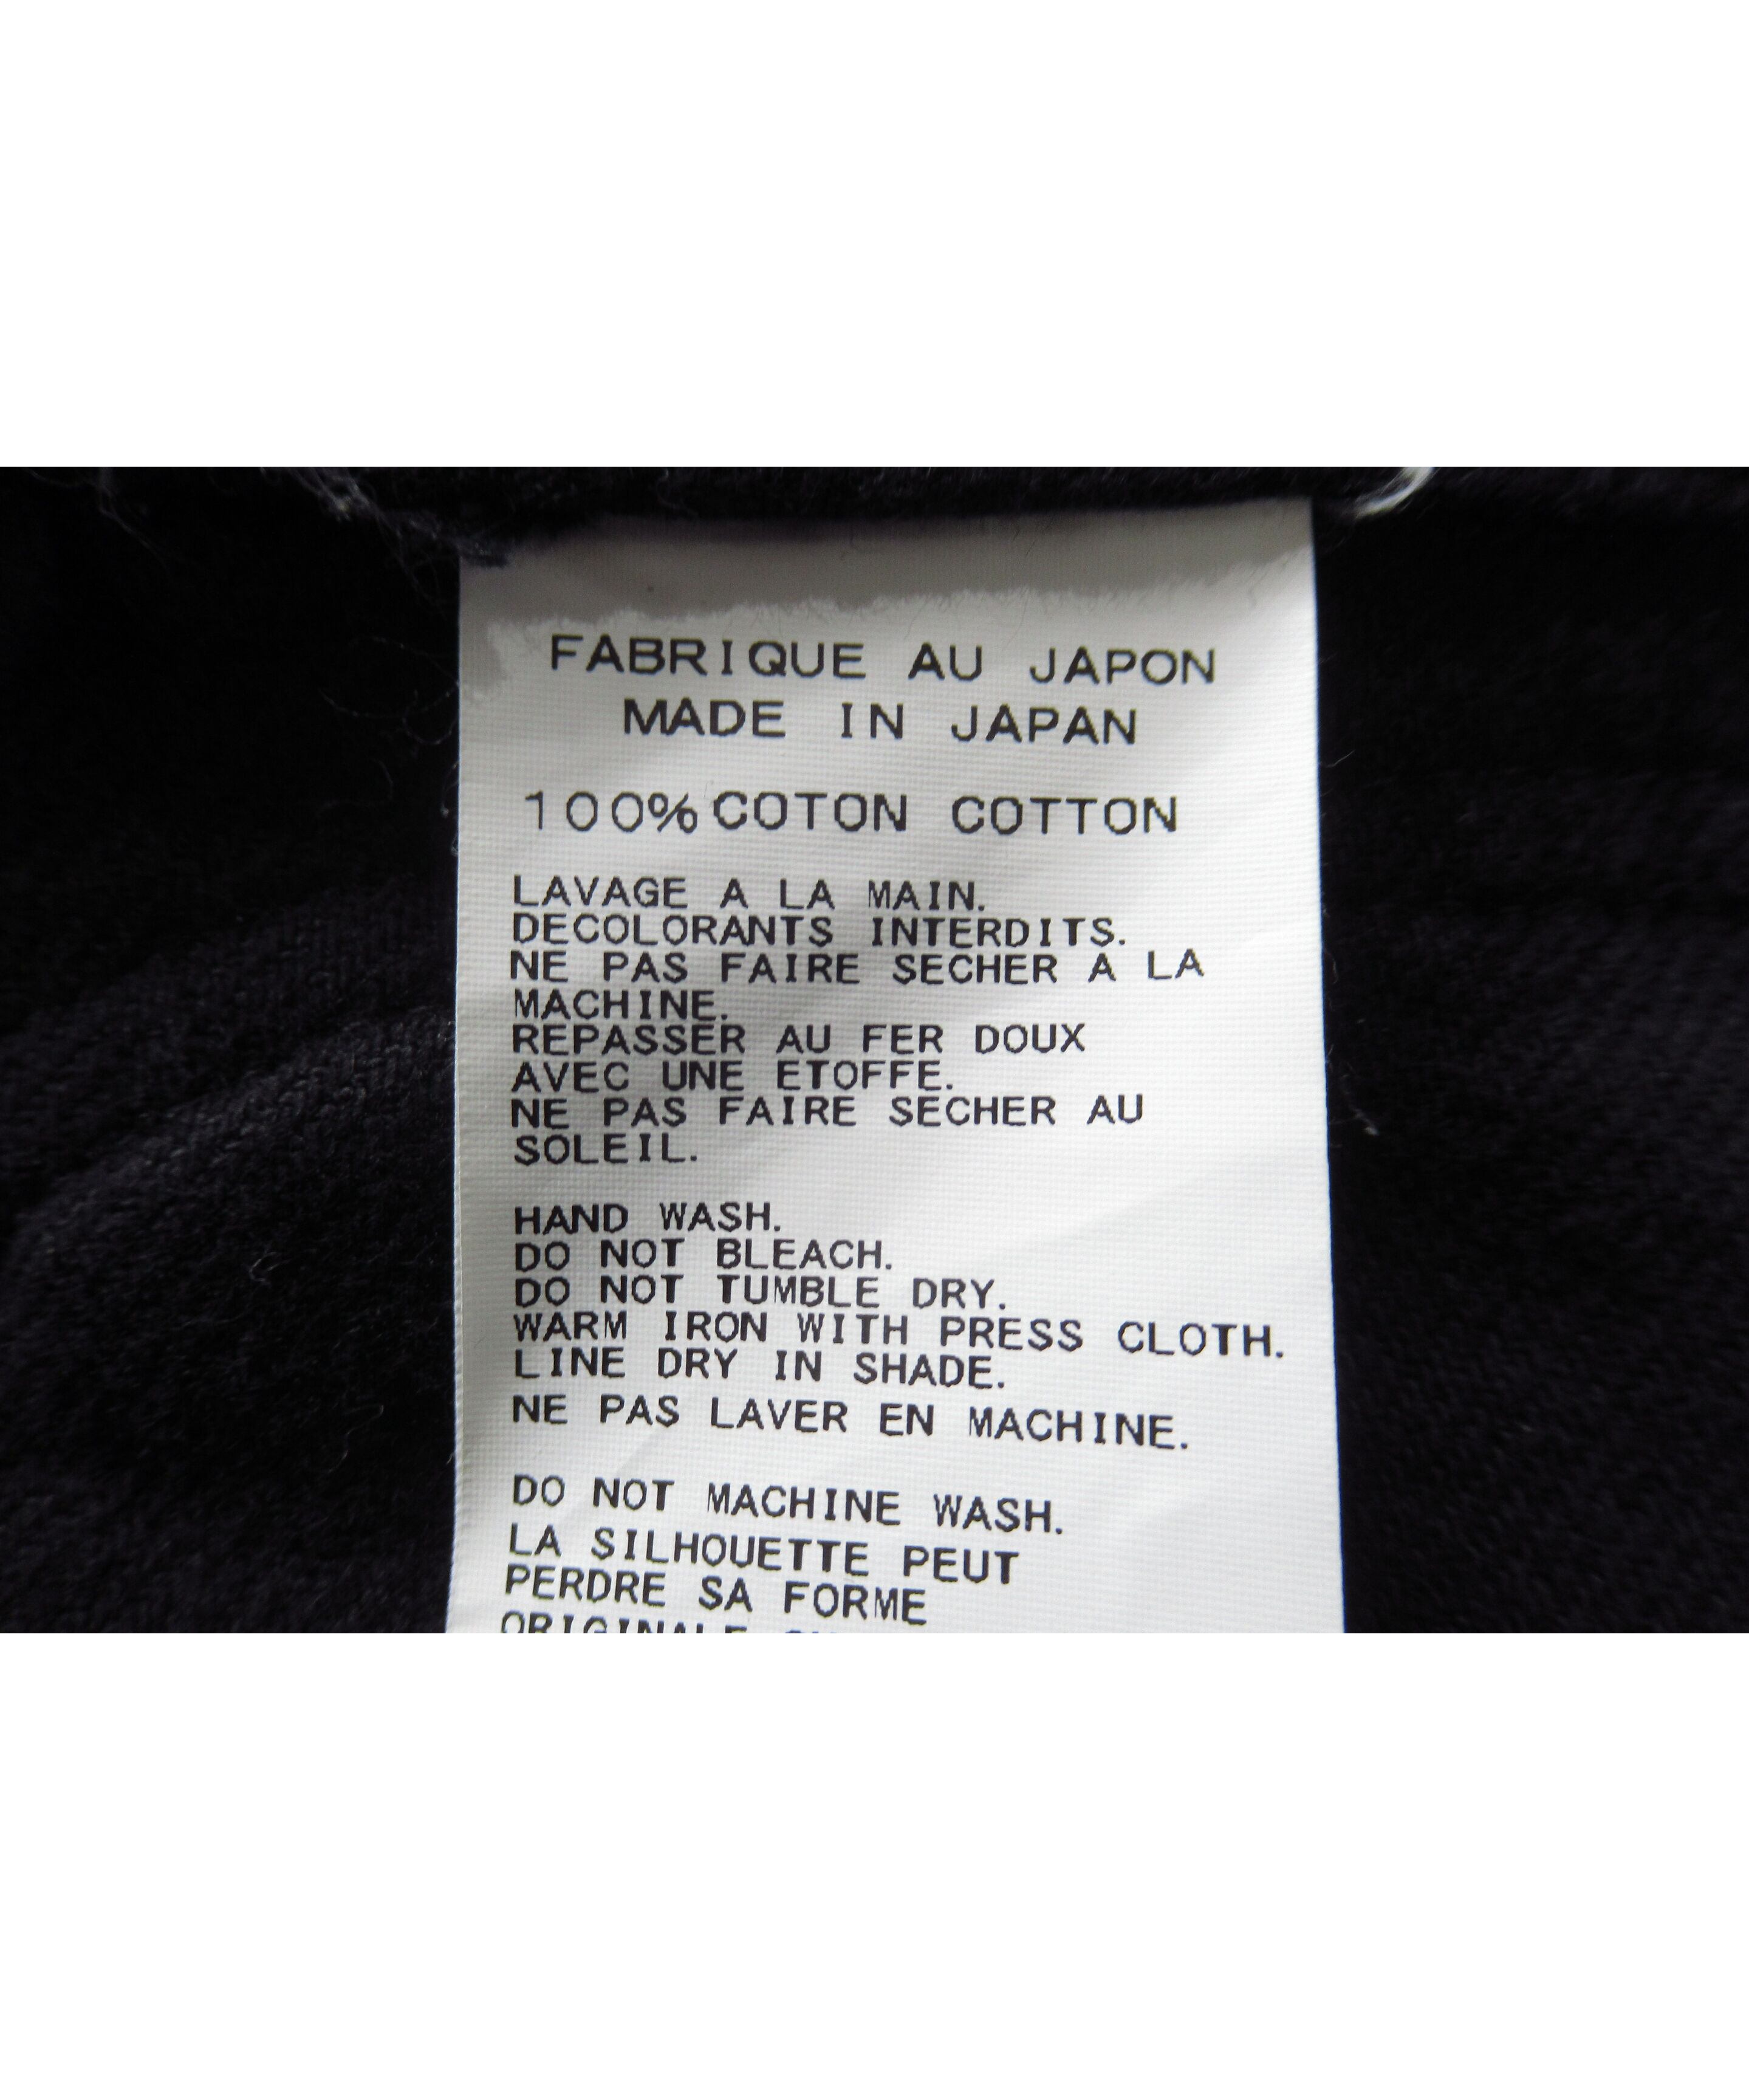 FABRIQUE AU JAPON
MADE IN JAPAN
100% COTON COTTON
LAVAGE A LA MAIN.
DECOLORANTS INTERDITS.
NE PAS FAIRE SECHER A LA
MACHINE.
REPASSER AU FER DOUX
AVEC UNE ETOFFE.
NE PAS FAIRE SECHER AU
SOLEIL.
HAND WASH.
DO NOT BLEACH.
DO NOT TUMBLE DRY.
WARM IRON WITH PRESS CLOTH.
LINE DRY IN SHADE.
NE PAS LAVER EN MACHINE.
DO NOT MACHINE WASH.
LA SILHOUETTE PEUT
PERDRE SA FORME
ORIGINALE